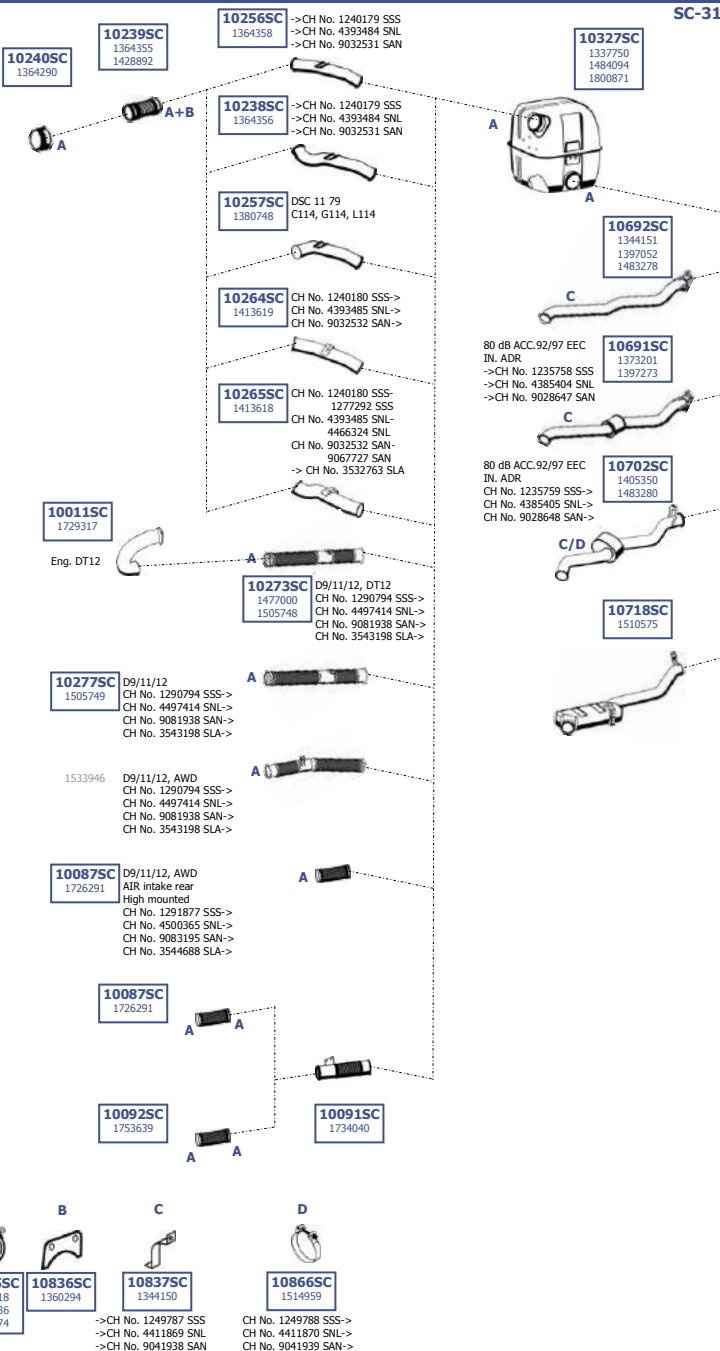 SC-31
10256SC
1364358
->CH No. 1240179 SSS
->CH No. 4393484 SNL
->CH No. 9032531 SAN
10239SC
1364355
1428892
10240SC
1364290
A
A+B
10238SC
1364356
->CH No. 1240179 SSS
->CH No. 4393484 SNL
->CH No. 9032531 SAN
10257SC
1380748
DSC 11 79
C114, G114, L114
10264SC
1413619
CH No. 1240180 SSS->
CH No. 4393485 SNL->
CH No. 9032532 SAN->
10265SC
1413618
CH No. 1240180 SSS-
1277292 SSS
CH No. 4393485 SNL-
4466324 SNL
CH No. 9032532 SAN-
9067727 SAN
-> CH No. 3532763 SLA
10327SC
1337750
1484094
1800871
A
A
10692SC
1344151
1397052
1483278
C
80 dB ACC.92/97 EEC
IN. ADR
->CH No. 1235758 SSS
->CH No. 4385404 SNL
->CH No. 9028647 SAN
10691SC
1373201
1397273
C
80 dB ACC.92/97 EEC
IN. ADR
CH No. 1235759 SSS->
CH No. 4385405 SNL->
CH No. 9028648 SAN->
10702SC
1405350
1483280
C/D
10718SC
1510575
10011SC
1729317
Eng. DT12
A
10273SC
1477000
1505748
D9/11/12, DT12
CH No. 1290794 SSS->
CH No. 4497414 SNL->
CH No. 9081938 SAN->
CH No. 3543198 SLA->
10277SC
1505749
D9/11/12
CH No. 1290794 SSS->
CH No. 4497414 SNL->
CH No. 9081938 SAN->
CH No. 3543198 SLA->
A
1533946
D9/11/12, AWD
CH No. 1290794 SSS->
CH No. 4497414 SNL->
CH No. 9081938 SAN->
CH No. 3543198 SLA->
A
10087SC
1726291
D9/11/12, AWD
AIR intake rear
High mounted
CH No. 1291877 SSS->
CH No. 4500365 SNL->
CH No. 9083195 SAN->
CH No. 3544688 SLA->
A
10087SC
1726291
A
A
10092SC
1753639
A
A
10091SC
1734040
5SC
18
36
74
B
10836SC
1360294
C
10837SC
1344150
->CH No. 1249787 SSS
->CH No. 4411869 SNL
->CH No. 9041938 SAN
D
10866SC
1514959
CH No. 1249788 SSS->
CH No. 4411870 SNL->
CH No. 9041939 SAN->